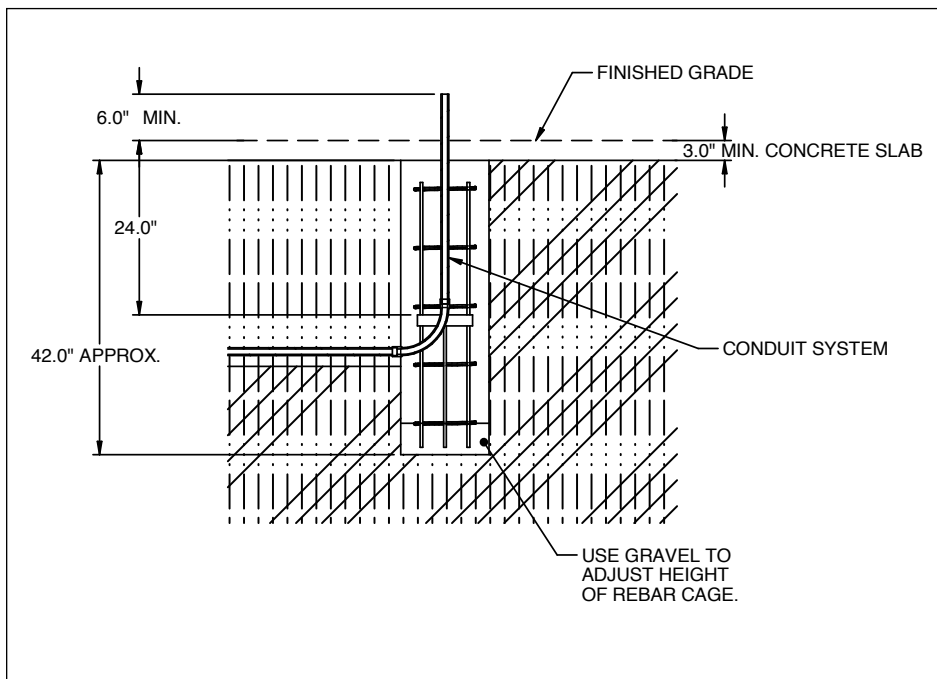 FINISHED GRADE
6.0" MIN.
3.0" MIN. CONCRETE SLAB
24.0"
42.0" APPROX.
CONDUIT SYSTEM
USE GRAVEL TO
ADJUST HEIGHT
OF REBAR CAGE.